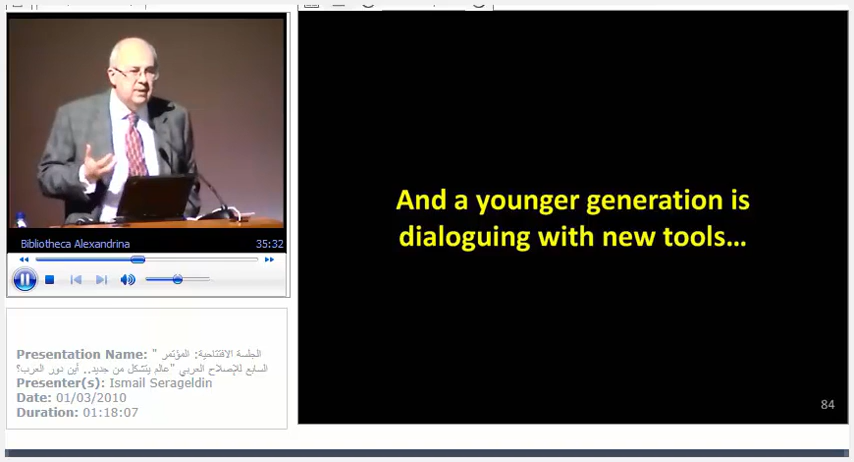 Bibliotheca Alexandrina 35:32
And a younger generation is
dialoguing with new tools...
Presentation Name: " الجلسة الافتتاحية: المؤتمر
السابع للإصلاح العربي "عالم يتشكل من جديد.. أين دور العرب؟
Presenter(s): Ismail Serageldin
Date: 01/03/2010
Duration: 01:18:07
84